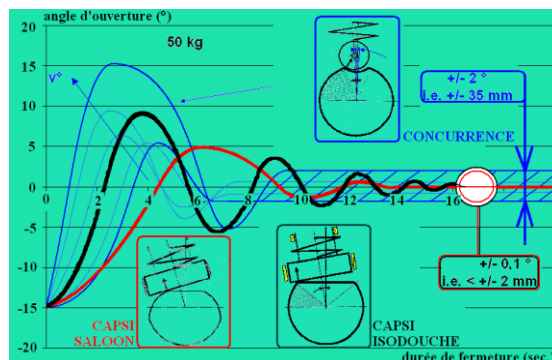 angle d'ouverture (°)
20
50 kg
15
V°
10
+/- 2 °
i.e. +/- 35 mm
CONCURRENCE
5
0
0 2 4 6 8 10 12 14 16
-5
+/- 0,1 °
i.e. < +/- 2 mm
-10
-15
CAPSI
SALOON
CAPSI
ISODOUCHE
-20
durée de fermeture (sec